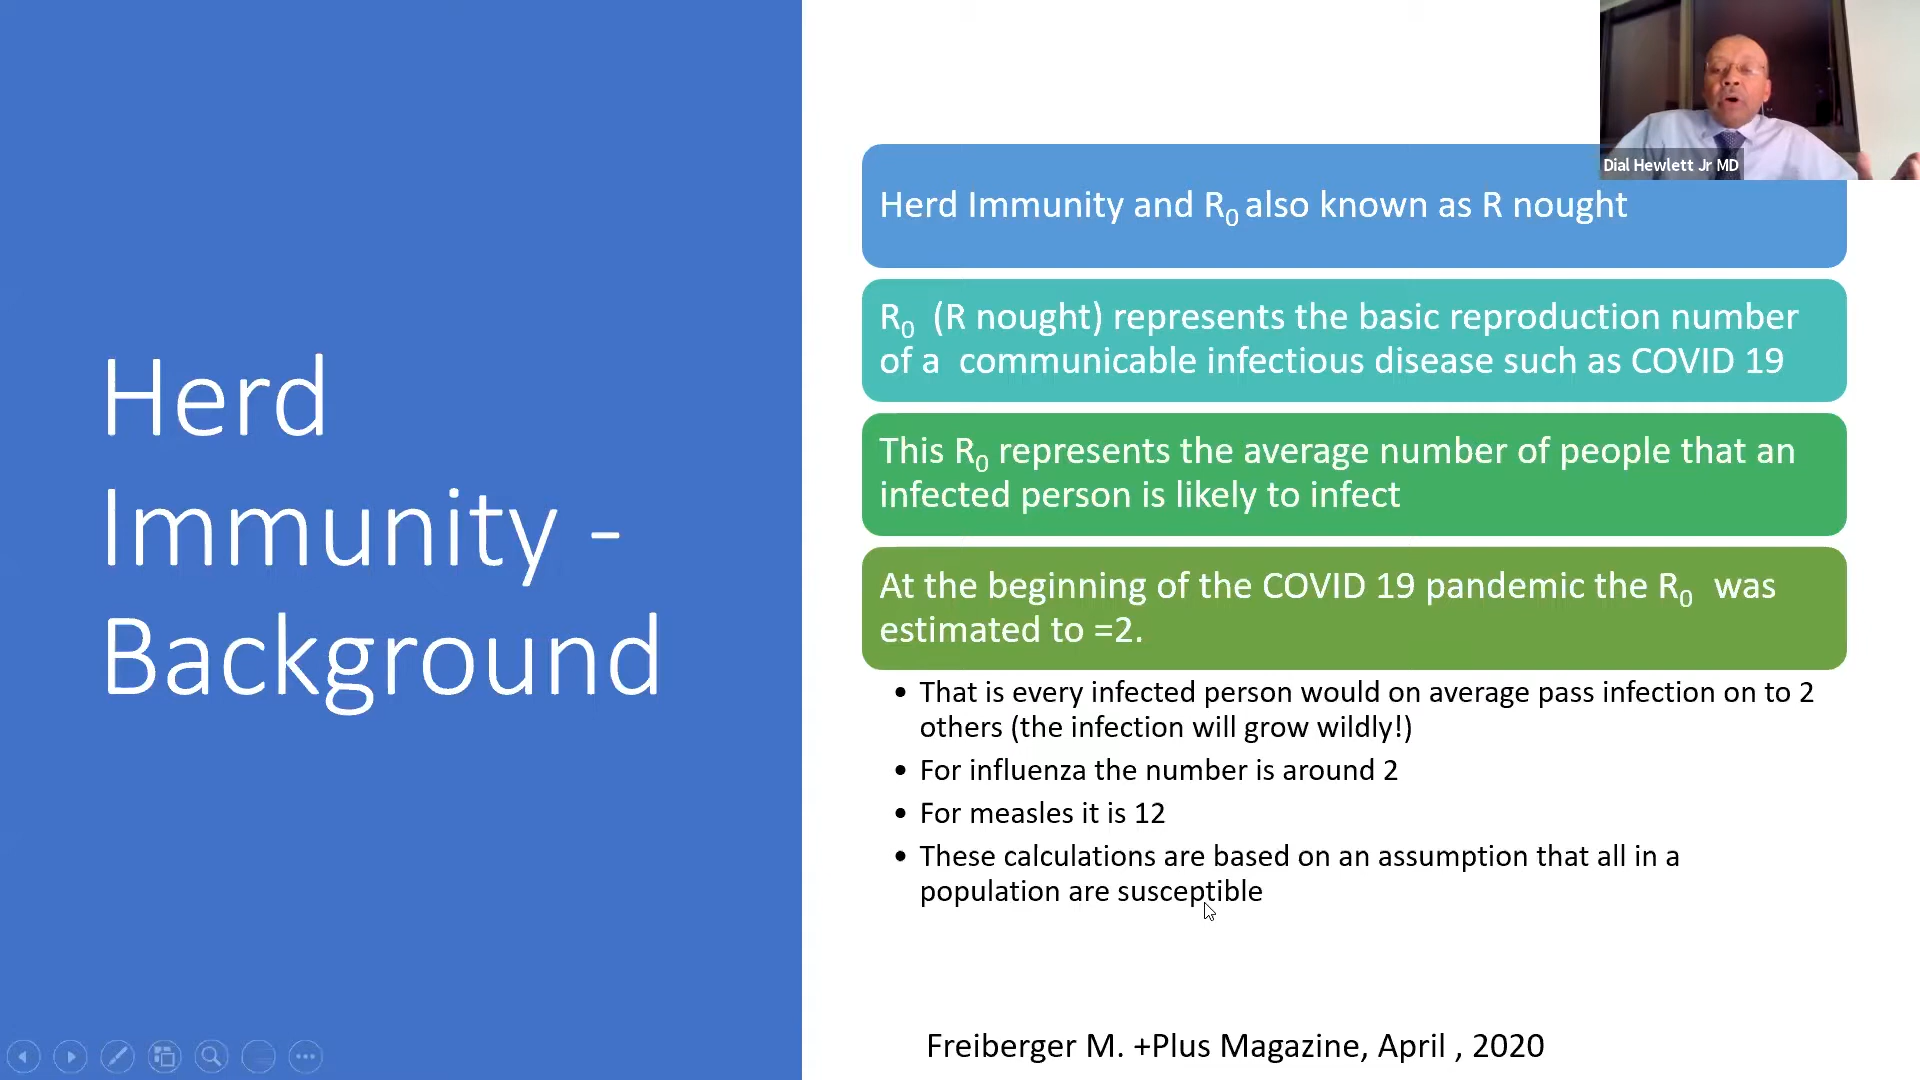 Herd
Immunity -
Background
Dial Hewlett Jr MD
Herd Immunity and R₀ also known as R nought
R₀ (R nought) represents the basic reproduction number
of a communicable infectious disease such as COVID 19
This R₀ represents the average number of people that an
infected person is likely to infect
At the beginning of the COVID 19 pandemic the R₀ was
estimated to =2.
• That is every infected person would on average pass infection on to 2
others (the infection will grow wildly!)
• For influenza the number is around 2
• For measles it is 12
• These calculations are based on an assumption that all in a
population are susceptible
Freiberger M. +Plus Magazine, April , 2020